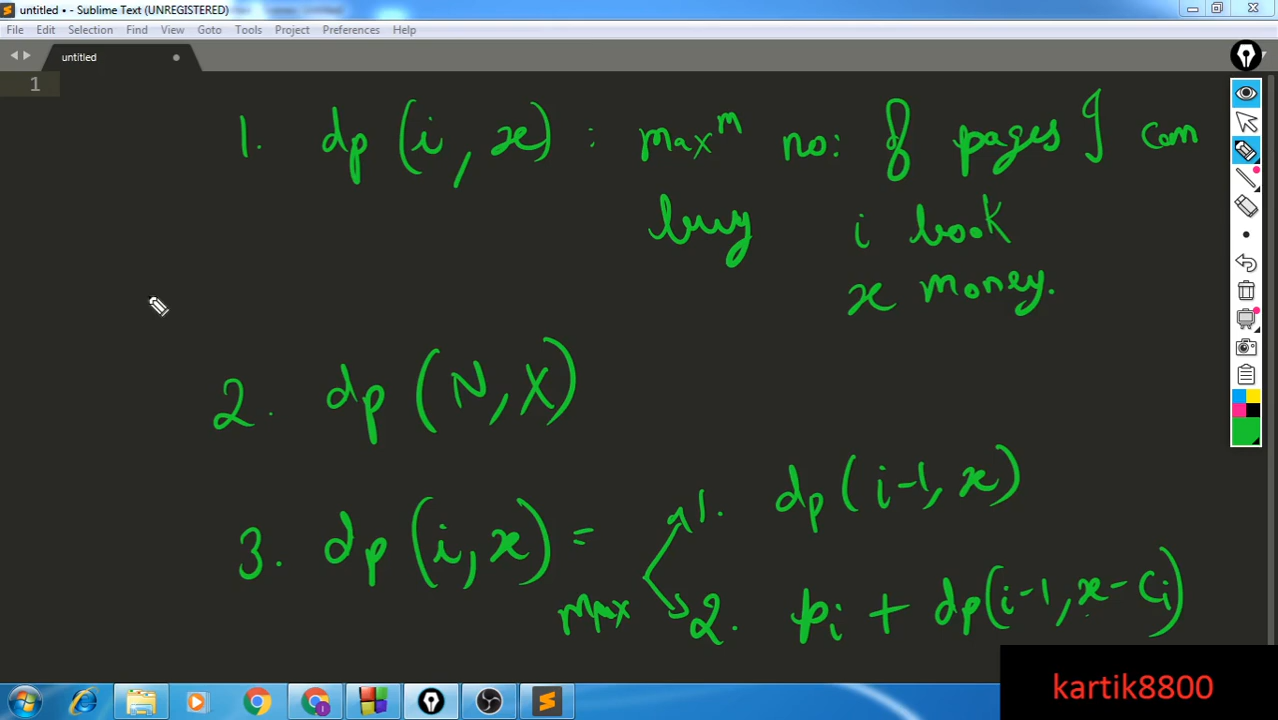 untitled • - Sublime Text (UNREGISTERED)
File Edit Selection Find View Goto Tools Project Preferences Help
untitled
1
1. dp (i, x) : max^m no: of pages I can
buy i book
x money.
2. dp (N, X)
3. dp (i, x) = max
1. dp (i-1, x)
2. p_i + dp(i-1, x - C_i)
kartik8800